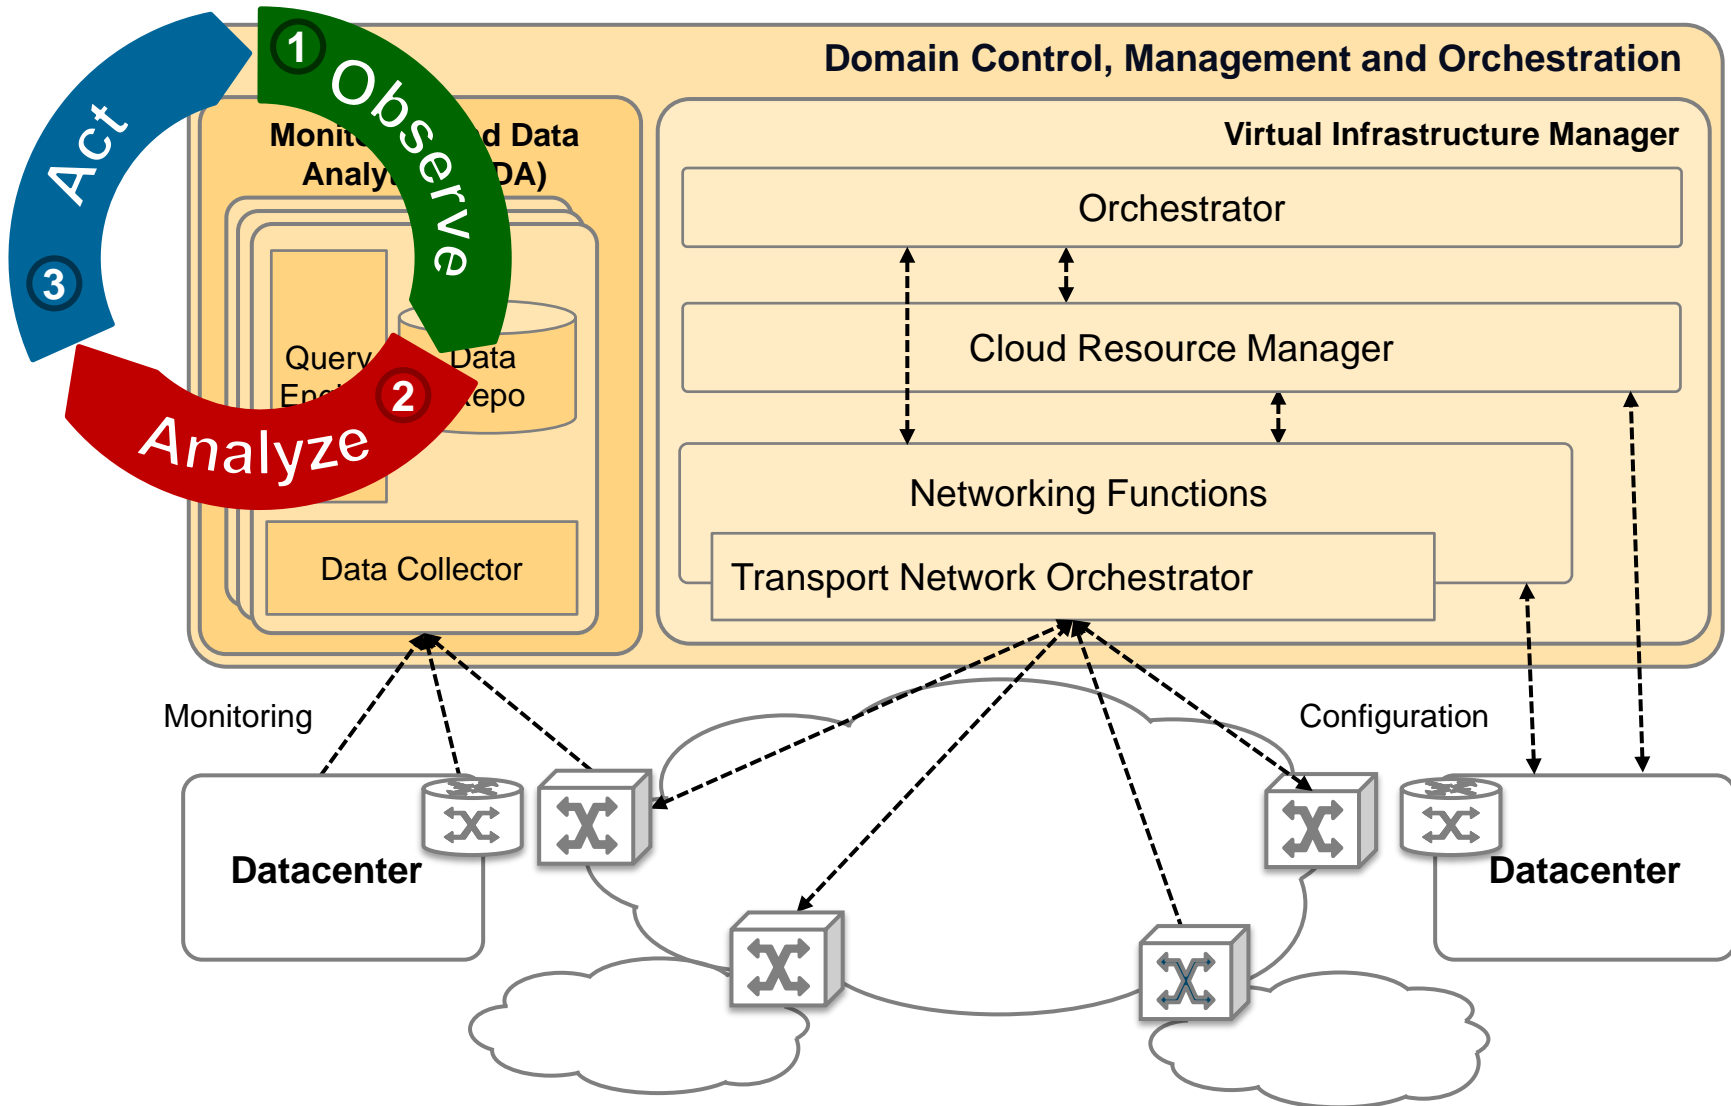 Domain Control, Management and Orchestration
1
Observe
Act
3
2
Analyze
Data
Virtual Infrastructure Manager
Orchestrator
Cloud Resource Manager
Networking Functions
Transport Network Orchestrator
Query
Data
Data Collector
Monitoring
Configuration
Datacenter
Datacenter